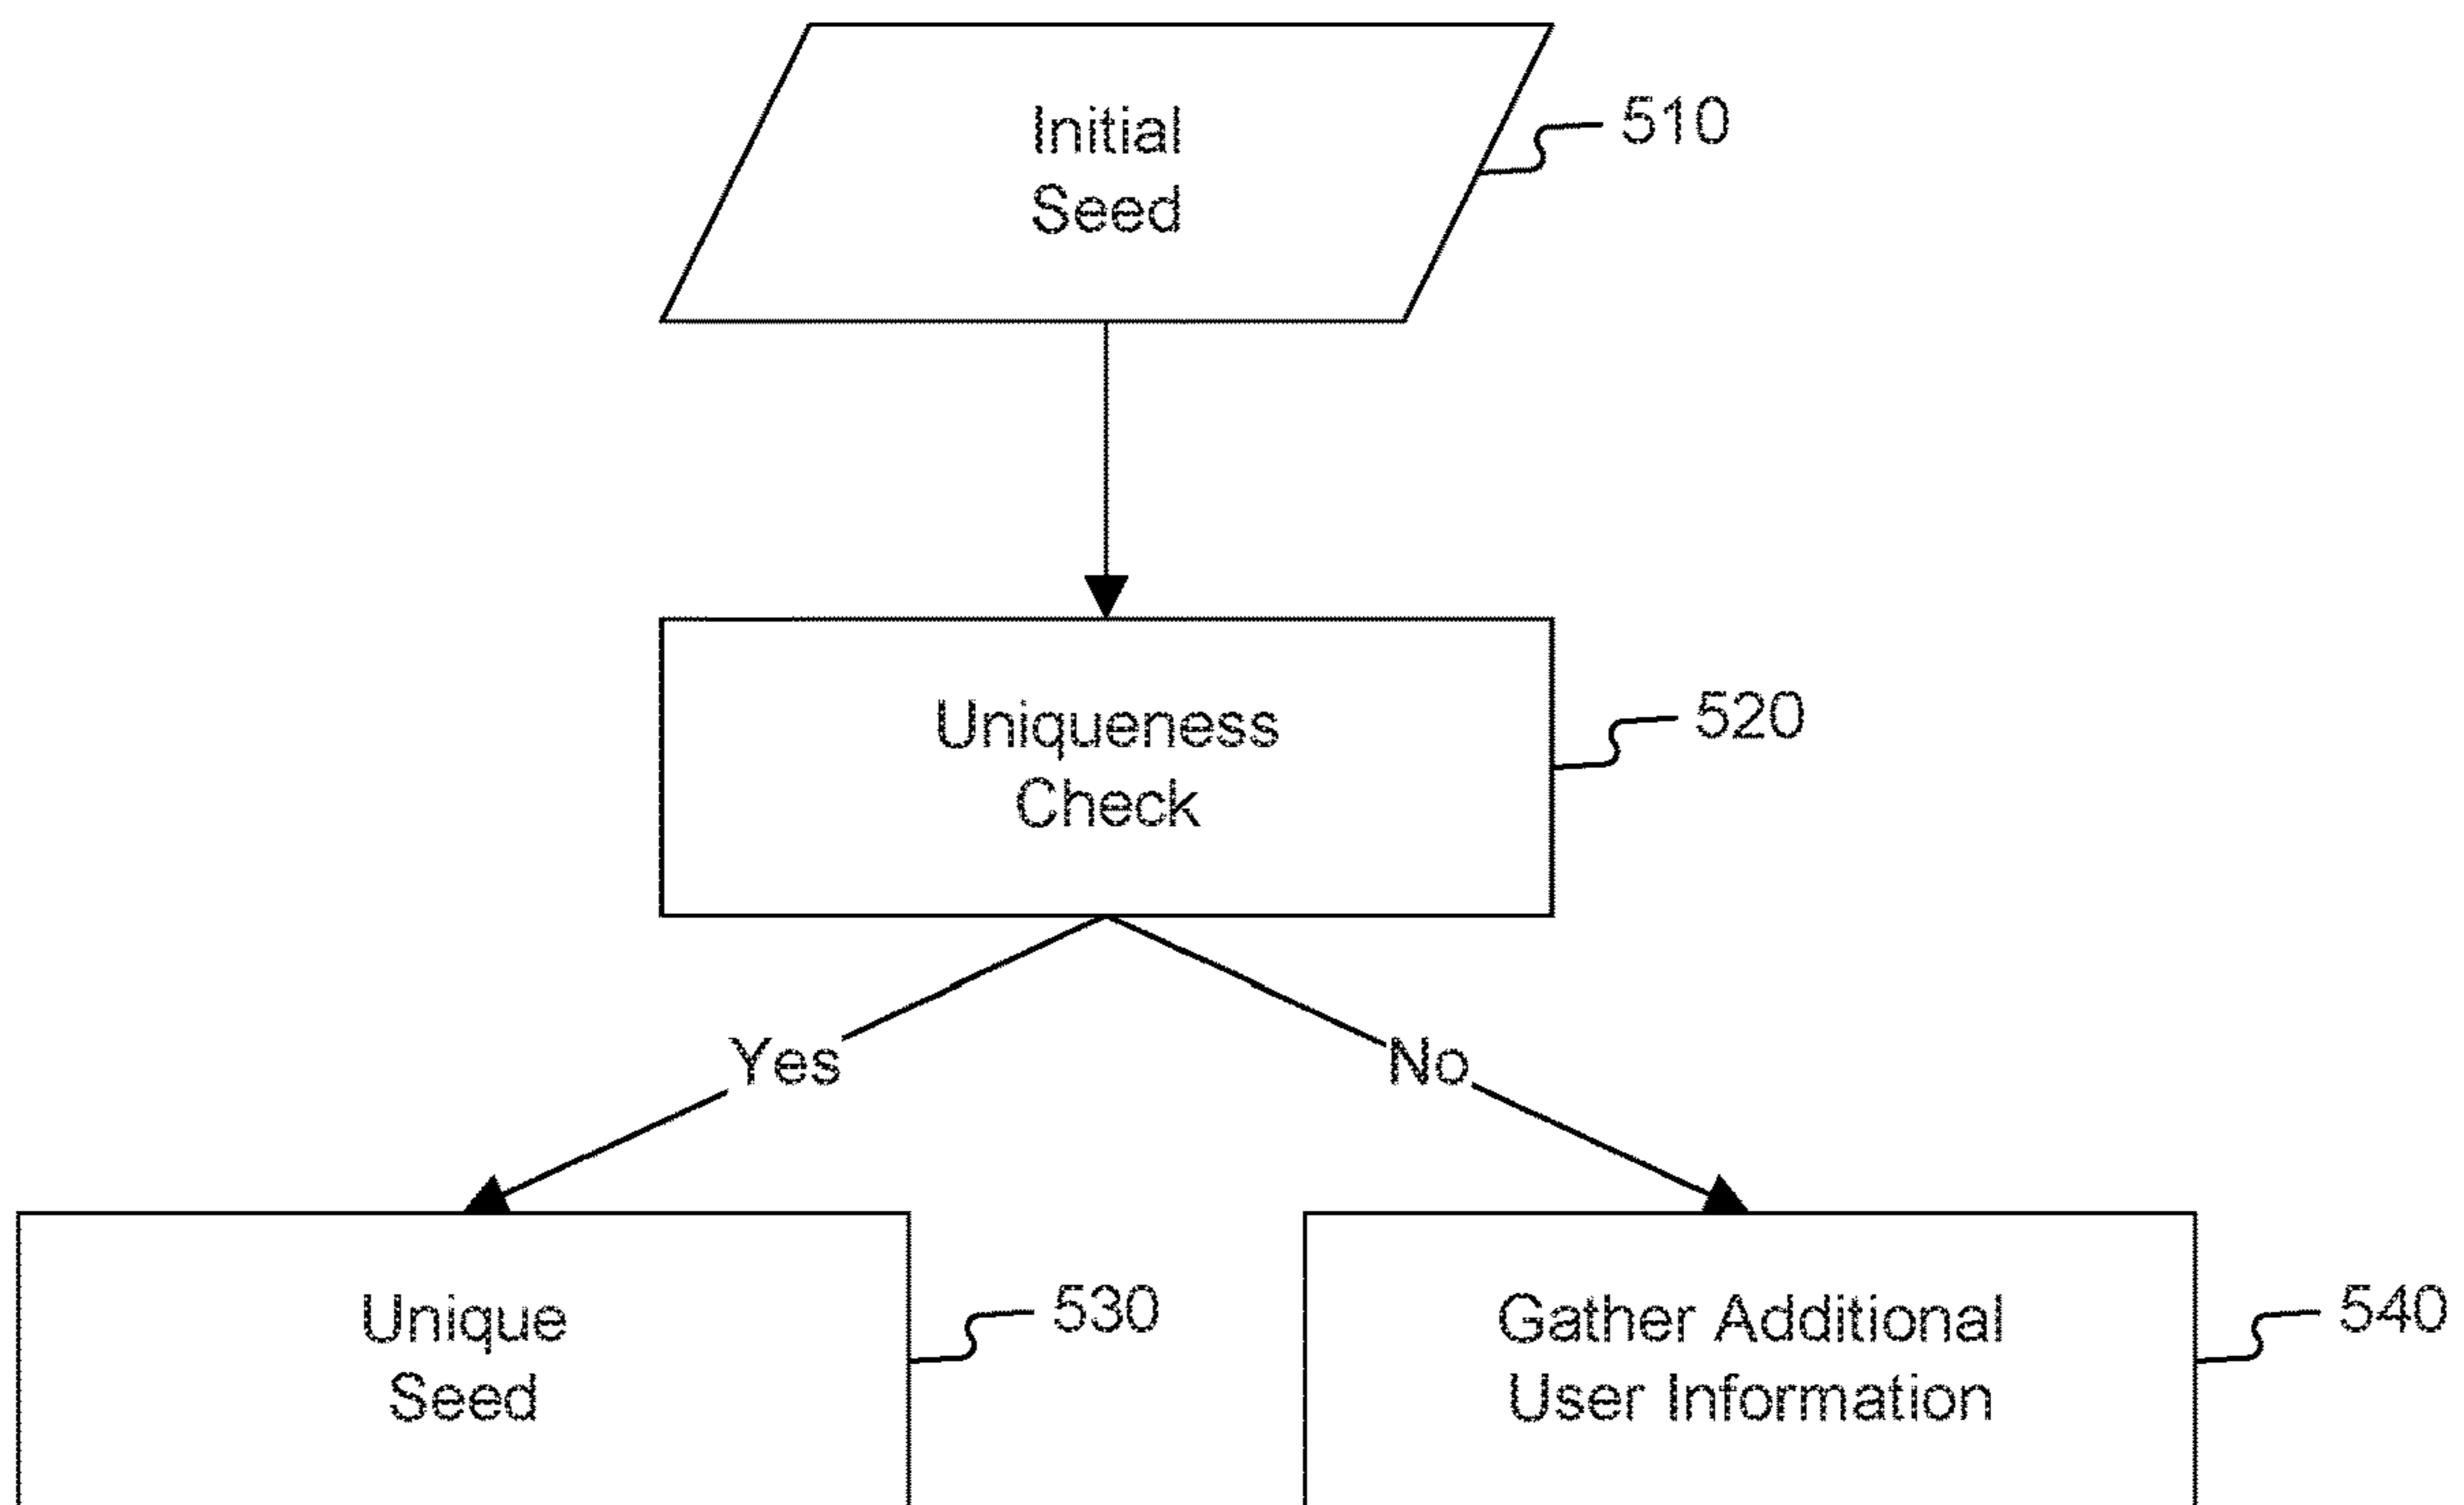 Initial
Seed
510
Uniqueness
Check
520
Yes
No
Unique
Seed
530
Gather Additional
User Information
540